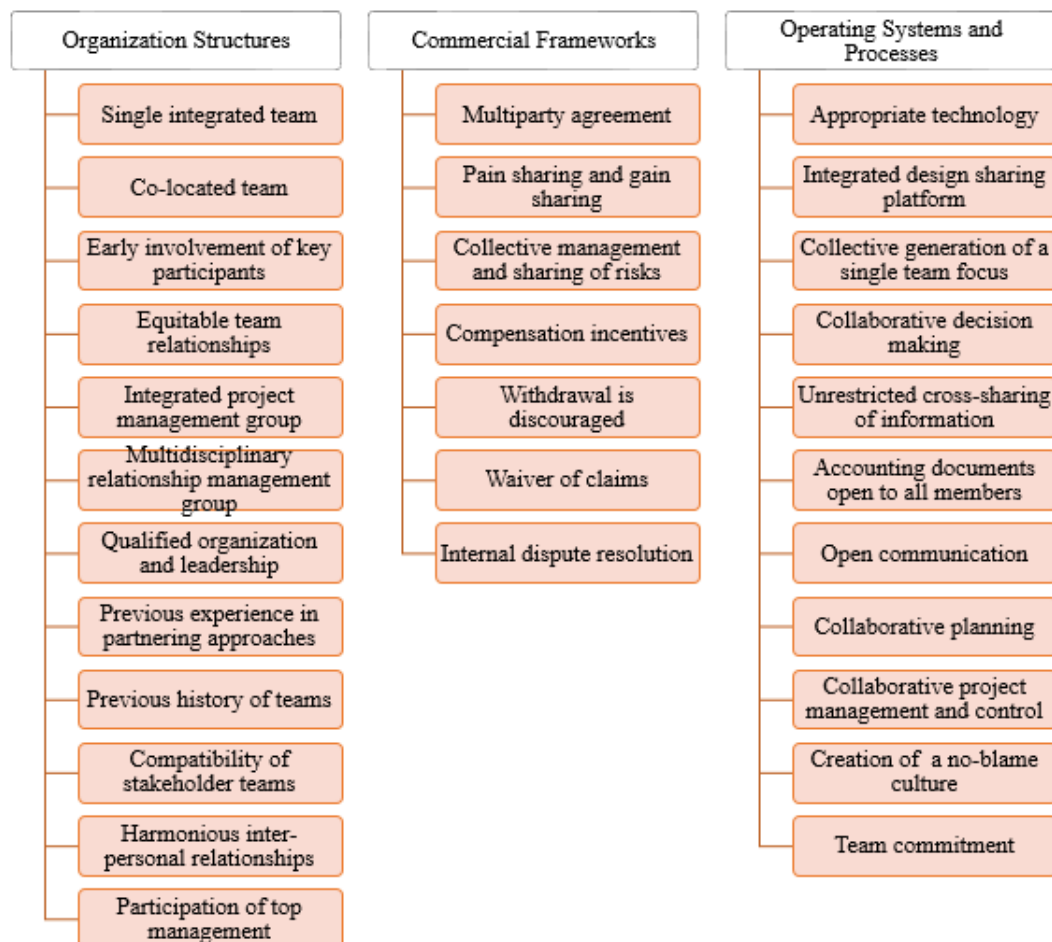 Organization Structures
Single integrated team
Co-located team
Early involvement of key
participants
Equitable team
relationships
Integrated project
management group
Multidisciplinary
relationship management
group
Qualified organization
and leadership
Previous experience in
partnering approaches
Previous history of teams
Compatibility of
stakeholder teams
Harmonious inter-
personal relationships
Participation of top
management
Commercial Frameworks
Multiparty agreement
Pain sharing and gain
sharing
Collective management
and sharing of risks
Compensation incentives
Withdrawal is
discouraged
Waiver of claims
Internal dispute resolution
Operating Systems and
Processes
Appropriate technology
Integrated design sharing
platform
Collective generation of a
single team focus
Collaborative decision
making
Unrestricted cross-sharing
of information
Accounting documents
open to all members
Open communication
Collaborative planning
Collaborative project
management and control
Creation of a no-blame
culture
Team commitment